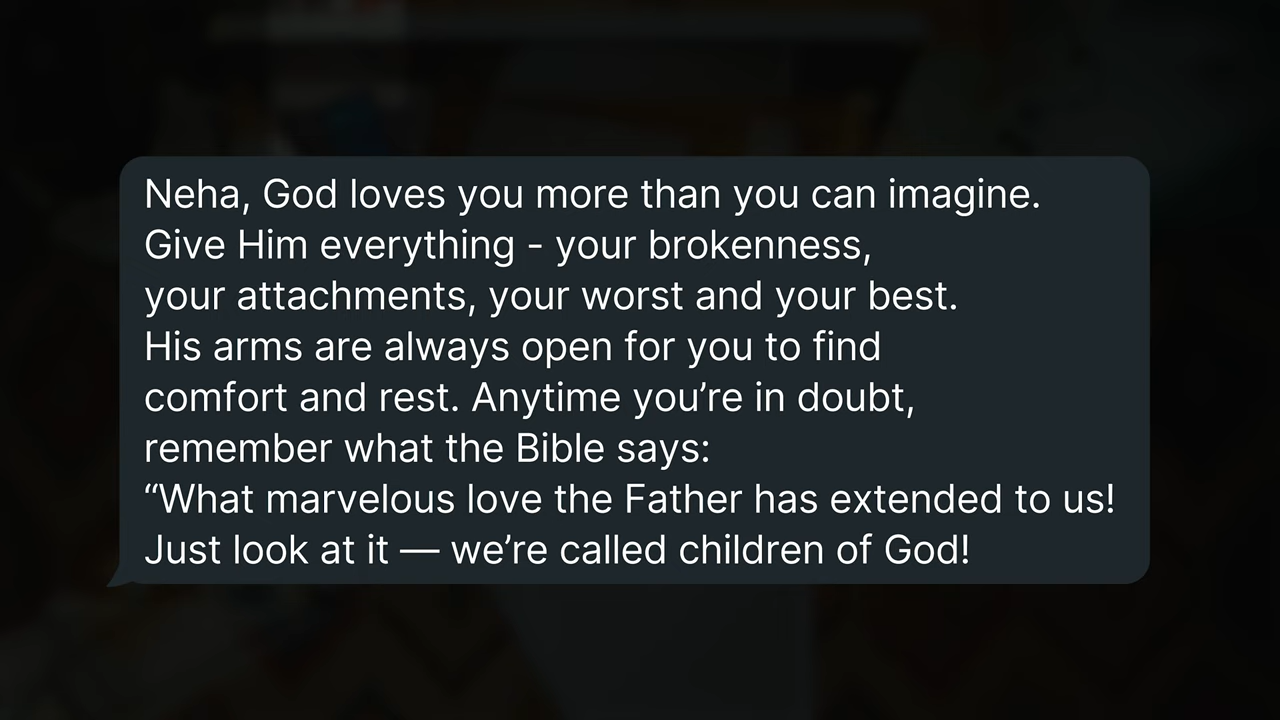 Neha, God loves you more than you can imagine.
Give Him everything - your brokenness,
your attachments, your worst and your best.
His arms are always open for you to find
comfort and rest. Anytime you’re in doubt,
remember what the Bible says:
“What marvelous love the Father has extended to us!
Just look at it — we’re called children of God!